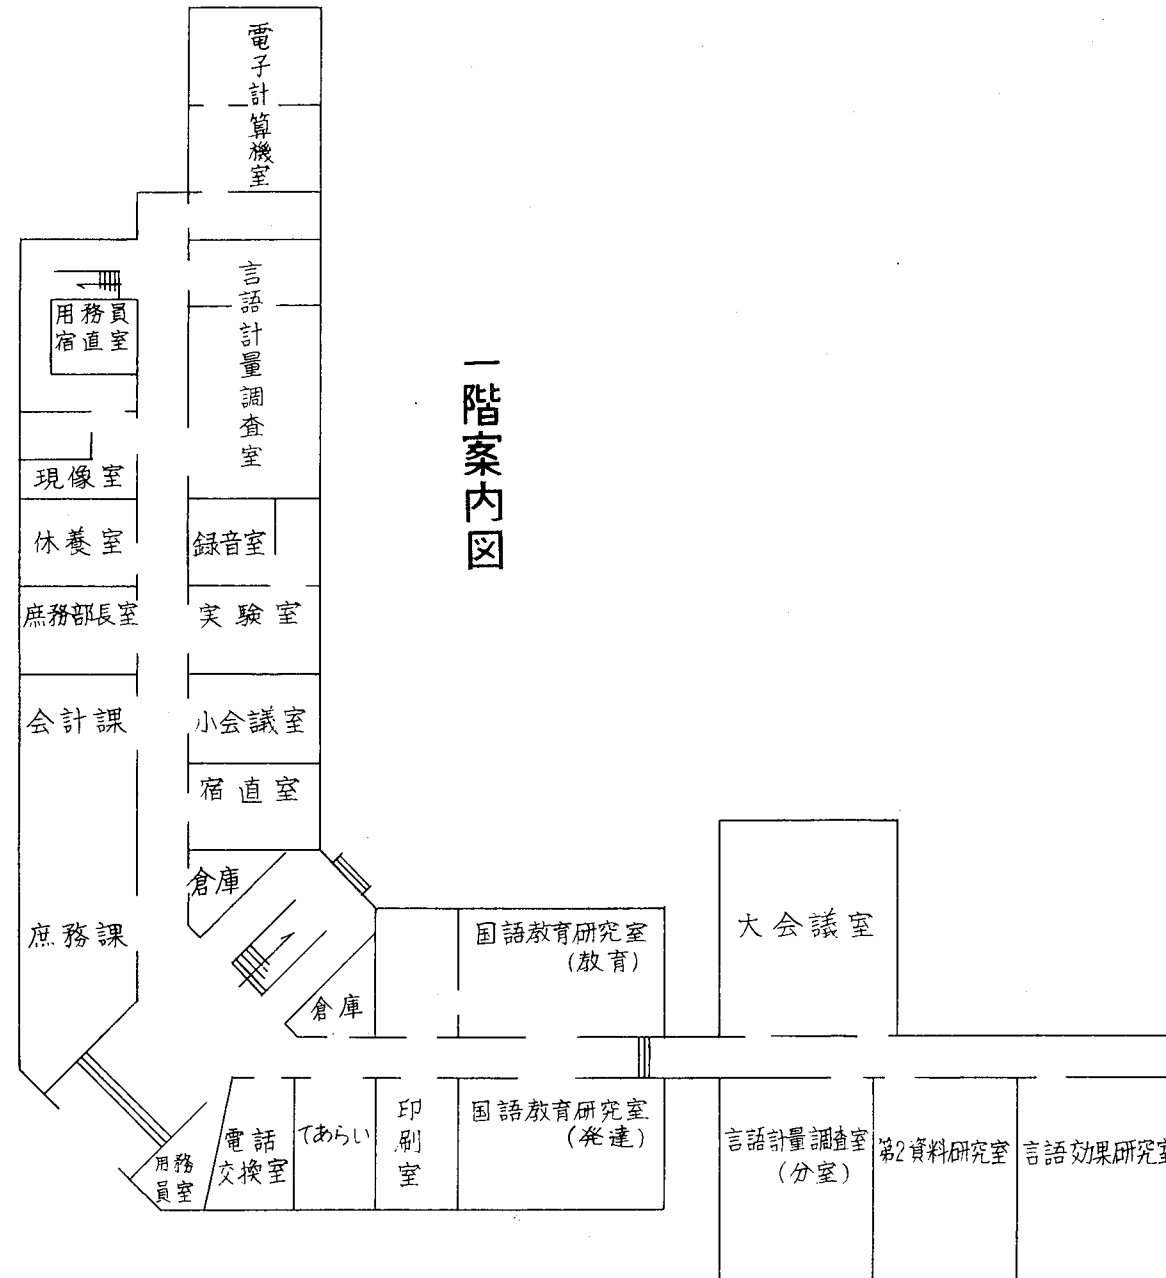 一階案内図
電子計算機室
言語計量調査室
用務員
宿直室
現像室
休養室
録音室
庶務部長室
実験室
会計課
小会議室
宿直室
倉庫
庶務課
倉庫
国語教育研究室
(教育)
大会議室
用務
員室
電話
交換室
てあらい
印刷室
国語教育研究室
(発達)
言語計量調査室
(分室)
第2資料研究室
言語効果研究室